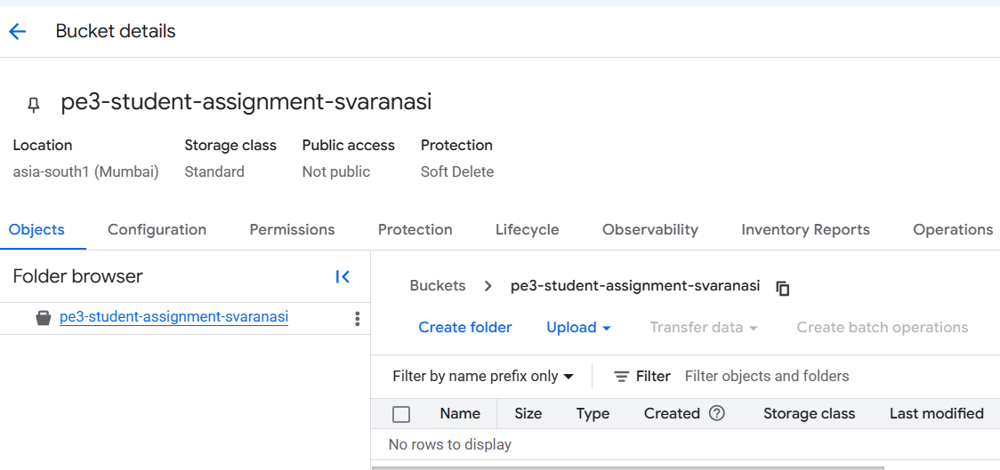 Bucket details
pe3-student-assignment-svaranasi
Location Storage class Public access Protection
asia-south1 (Mumbai) Standard Not public Soft Delete
Objects Configuration Permissions Protection Lifecycle Observability Inventory Reports Operations
Folder browser
pe3-student-assignment-svaranasi
Buckets > pe3-student-assignment-svaranasi
Create folder Upload Transfer data Create batch operations
Filter by name prefix only Filter Filter objects and folders
Name Size Type Created Storage class Last modified
No rows to display